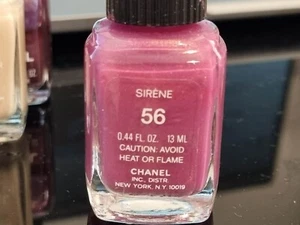 SIRÈNE
56
0.44 FL. OZ. 13 ML
CAUTION: AVOID
HEAT OR FLAME
CHANEL
INC., DISTR.
NEW YORK, N.Y. 10019